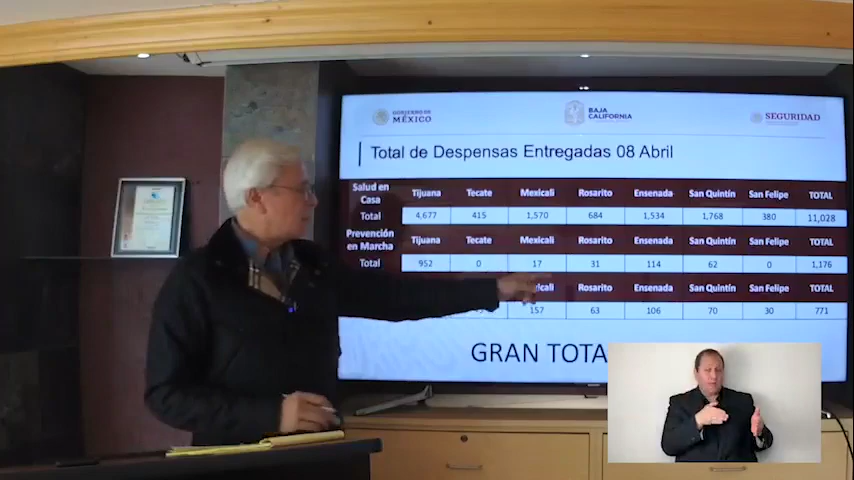 GOBIERNO DE
MÉXICO
BAJA
CALIFORNIA
SEGURIDAD
Total de Despensas Entregadas 08 Abril
Salud en Casa Tijuana Tecate Mexicali Rosarito Ensenada San Quintín San Felipe TOTAL
Total 4,677 415 1,570 684 1,534 1,768 380 11,028
Prevención en Marcha Tijuana Tecate Mexicali Rosarito Ensenada San Quintín San Felipe TOTAL
Total 952 0 17 31 114 62 0 1,176
Rosarito Ensenada San Quintín San Felipe TOTAL
157 63 106 70 30 771
GRAN TOTA